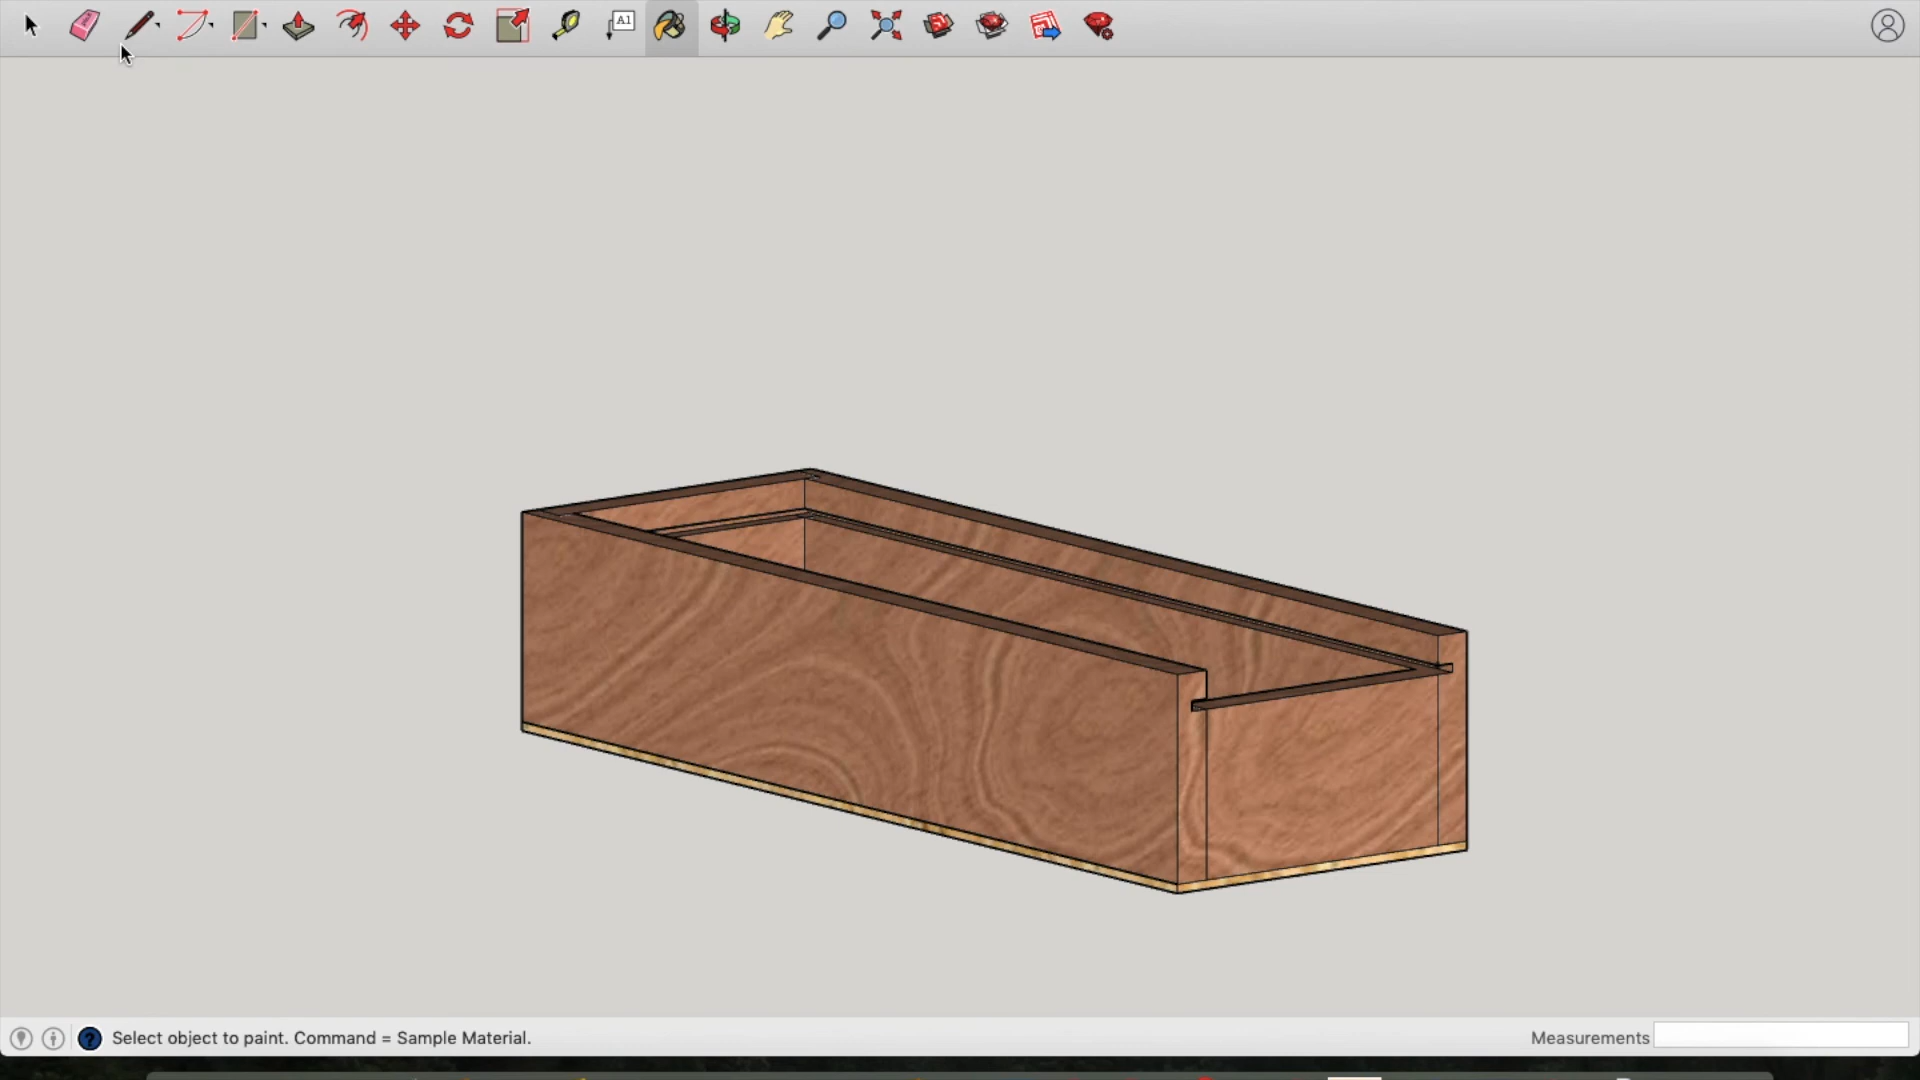 A1
? Select object to paint. Command = Sample Material.
Measurements